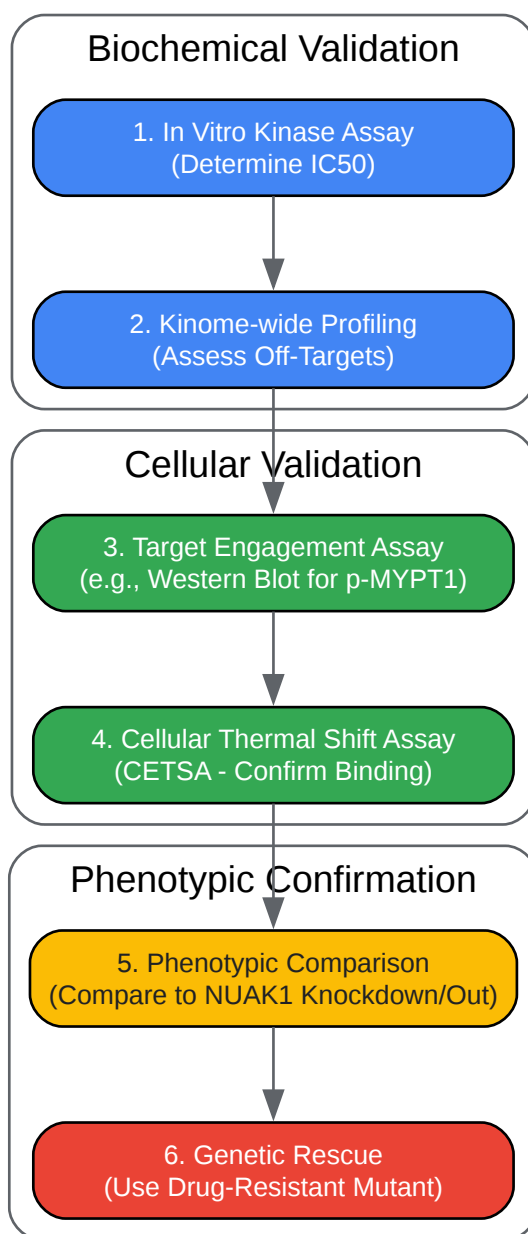 Biochemical Validation
1. In Vitro Kinase Assay
(Determine IC50)
2. Kinome-wide Profiling
(Assess Off-Targets)
Cellular Validation
3. Target Engagement Assay
(e.g., Western Blot for p-MYPT1)
4. Cellular Thermal Shift Assay
(CETSA - Confirm Binding)
Phenotypic Confirmation
5. Phenotypic Comparison
(Compare to NUAK1 Knockdown/Out)
6. Genetic Rescue
(Use Drug-Resistant Mutant)